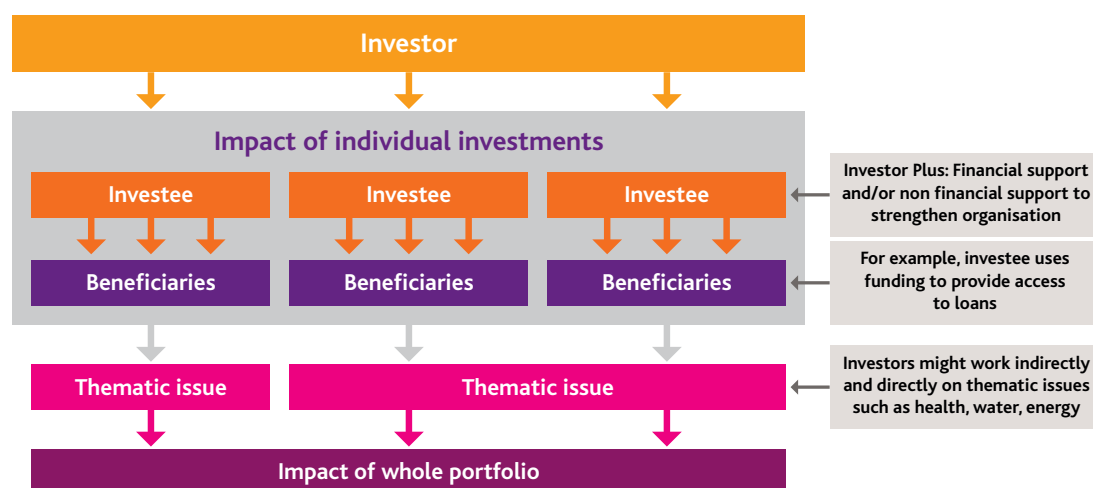 Investor
Impact of individual investments
Investee
Investee
Investee
Beneficiaries
Beneficiaries
Beneficiaries
Thematic issue
Thematic issue
Impact of whole portfolio
Investor Plus: Financial support
and/or non financial support to
strengthen organisation
For example, investee uses
funding to provide access
to loans
Investors might work indirectly
and directly on thematic issues
such as health, water, energy